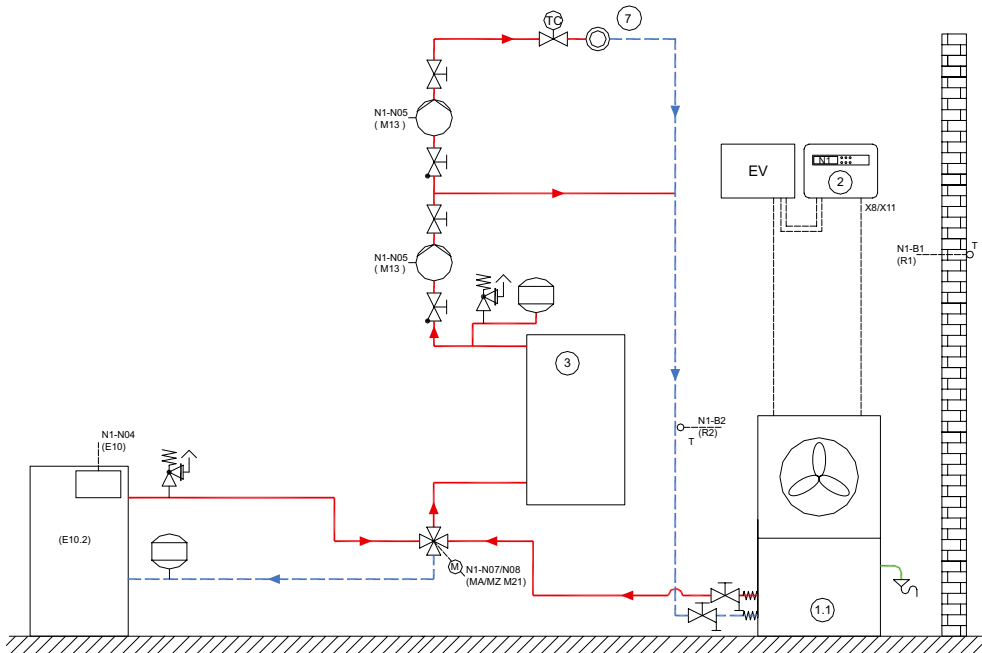 TC
7
N1-N05
( M13 )
EV
N1
2
X8/X11
N1-B1
(R1)
T
N1-N05
( M13 )
3
N1-B2
(R2)
T
N1-N04
(E10)
(E10.2)
M
N1-N07/N08
(MA/MZ M21)
1.1